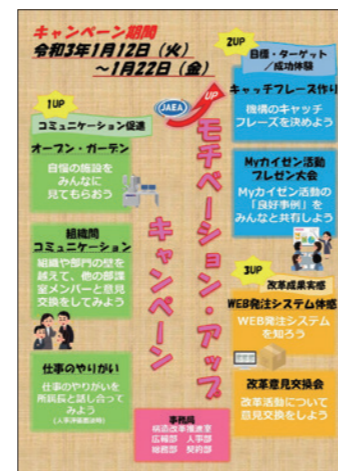 キャンペーン期間
令和3年1月12日（火）
～1月22日（金）
JAEA
UP
モチベーション・アップ
キャンペーン
1UP
コミュニケーション促進
オープン・ガーデン
自慢の施設を
みんなに
見てもらおう
組織間
コミュニケーション
組織や部門の壁を
越えて、他の部課
室メンバーと意見
交換をしてみよう
仕事のやりがい
仕事のやりがいを
所属長と話し合って
みよう
（人事評価面談時）
2UP
目標・ターゲット
／成功体験
キャッチフレーズ作り
機構のキャッチ
フレーズを決めよう
Myカイゼン活動
プレゼン大会
Myカイゼン活動の
「良好事例」を
みんなと共有しよう
3UP
改革成果実感
WEB発注システム体感
WEB発注システム
を知ろう
改革意見交換会
改革活動について
意見交換をしよう
事務局
構造改革推進室
広報部　人事部
総務部　契約部